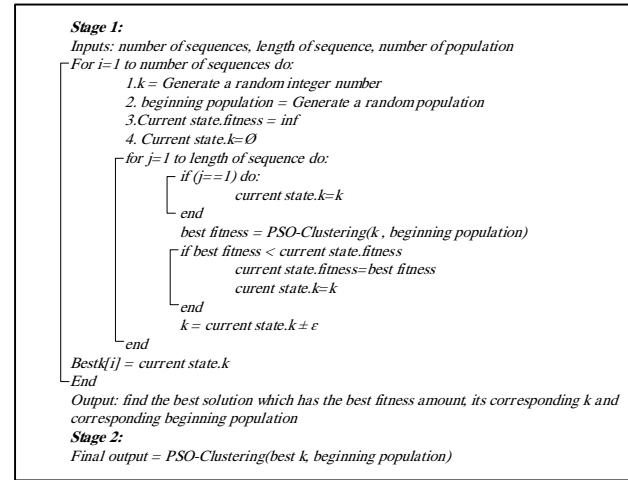 Stage 1:
Inputs: number of sequences, length of sequence, number of population
For i=1 to number of sequences do:
1.k = Generate a random integer number
2. beginning population = Generate a random population
3.Current state.fitness = inf
4. Current state.k=Ø
for j=1 to length of sequence do:
if (j==1) do:
current state.k=k
end
best fitness = PSO-Clustering(k , beginning population)
if best fitness < current state.fitness
current state.fitness=best fitness
curent state.k=k
end
k = current state.k ± ε
end
Bestk[i] = current state.k
End
Output: find the best solution which has the best fitness amount, its corresponding k and
corresponding beginning population
Stage 2:
Final output = PSO-Clustering(best k, beginning population)